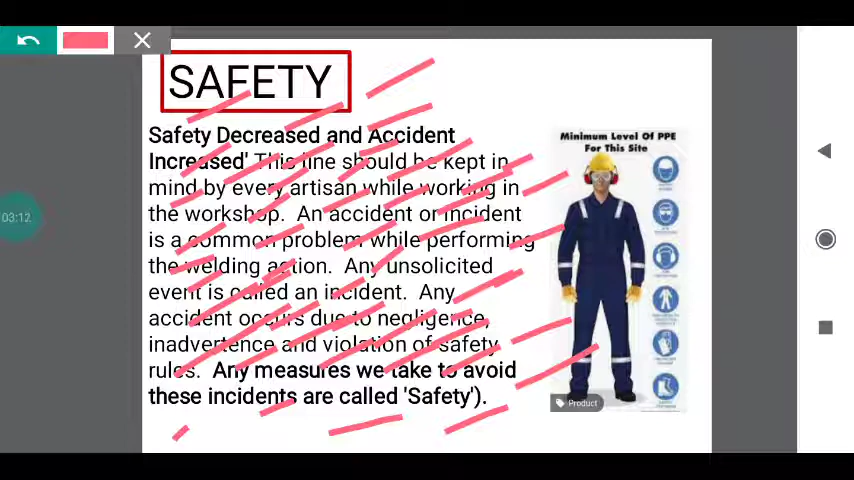 SAFETY
Safety Decreased and Accident
Increased' This line should be kept in
mind by every artisan while working in
the workshop. An accident or incident
is a common problem while performing
the welding action. Any unsolicited
event is called an incident. Any
accident occurs due to negligence,
inadvertence and violation of safety
rules. Any measures we take to avoid
these incidents are called 'Safety').
Minimum Level Of PPE
For This Site
Product
03:12